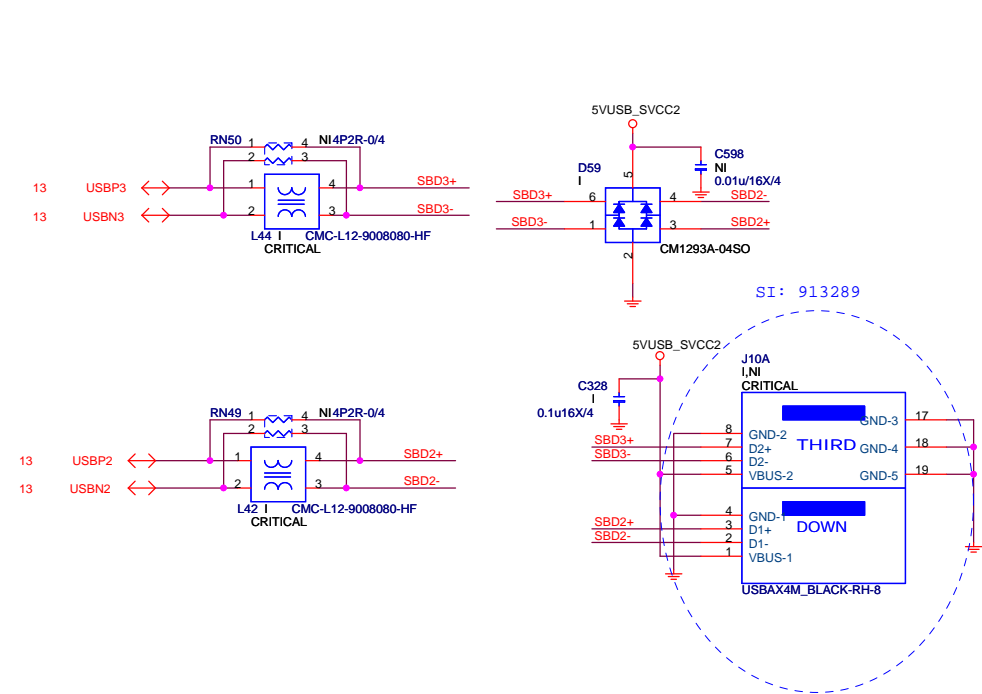 5VUSB_SVCC2
RN50 1 4 NI 4P2R-0/4
2 3
13 USBP3 1 4 SBD3+
13 USBN3 2 3 SBD3-
L44 I CMC-L12-9008080-HF
CRITICAL
D59
I
C598
NI
0.01u/16X/4
5
SBD3+ 6 4 SBD2-
SBD3- 1 3 SBD2+
2
CM1293A-04SO
SI: 913289
5VUSB_SVCC2
C328
I
0.1u16X/4
J10A
I,NI
CRITICAL
RN49 1 4 NI 4P2R-0/4
2 3
13 USBP2 1 4 SBD2+
13 USBN2 2 3 SBD2-
L42 I CMC-L12-9008080-HF
CRITICAL
GND-3 17
8 GND-2
SBD3+ 7 D2+ THIRD GND-4 18
SBD3- 6 D2-
5 VBUS-2 GND-5 19
4 GND-1
SBD2+ 3 D1+ DOWN
SBD2- 2 D1-
1 VBUS-1
USBAX4M_BLACK-RH-8